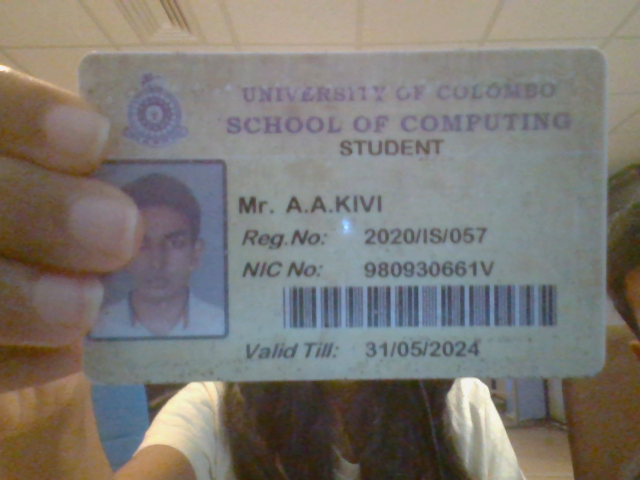 UNIVERSITY OF COLOMBO
SCHOOL OF COMPUTING
STUDENT
Mr. A.A.KIVI
Reg.No: 2020/IS/057
NIC No: 980930661V
Valid Till: 31/05/2024